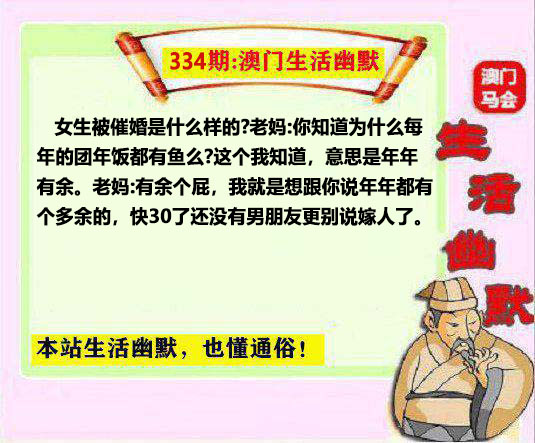 334期:澳门生活幽默
澳门
马会
女生被催婚是什么样的?老妈:你知道为什么每
年的团年饭都有鱼么?这个我知道，意思是年年
有余。老妈:有余个屁，我就是想跟你说年年都有
个多余的，快30了还没有男朋友更别说嫁人了。
生
活
幽
默
本站生活幽默，也懂通俗！